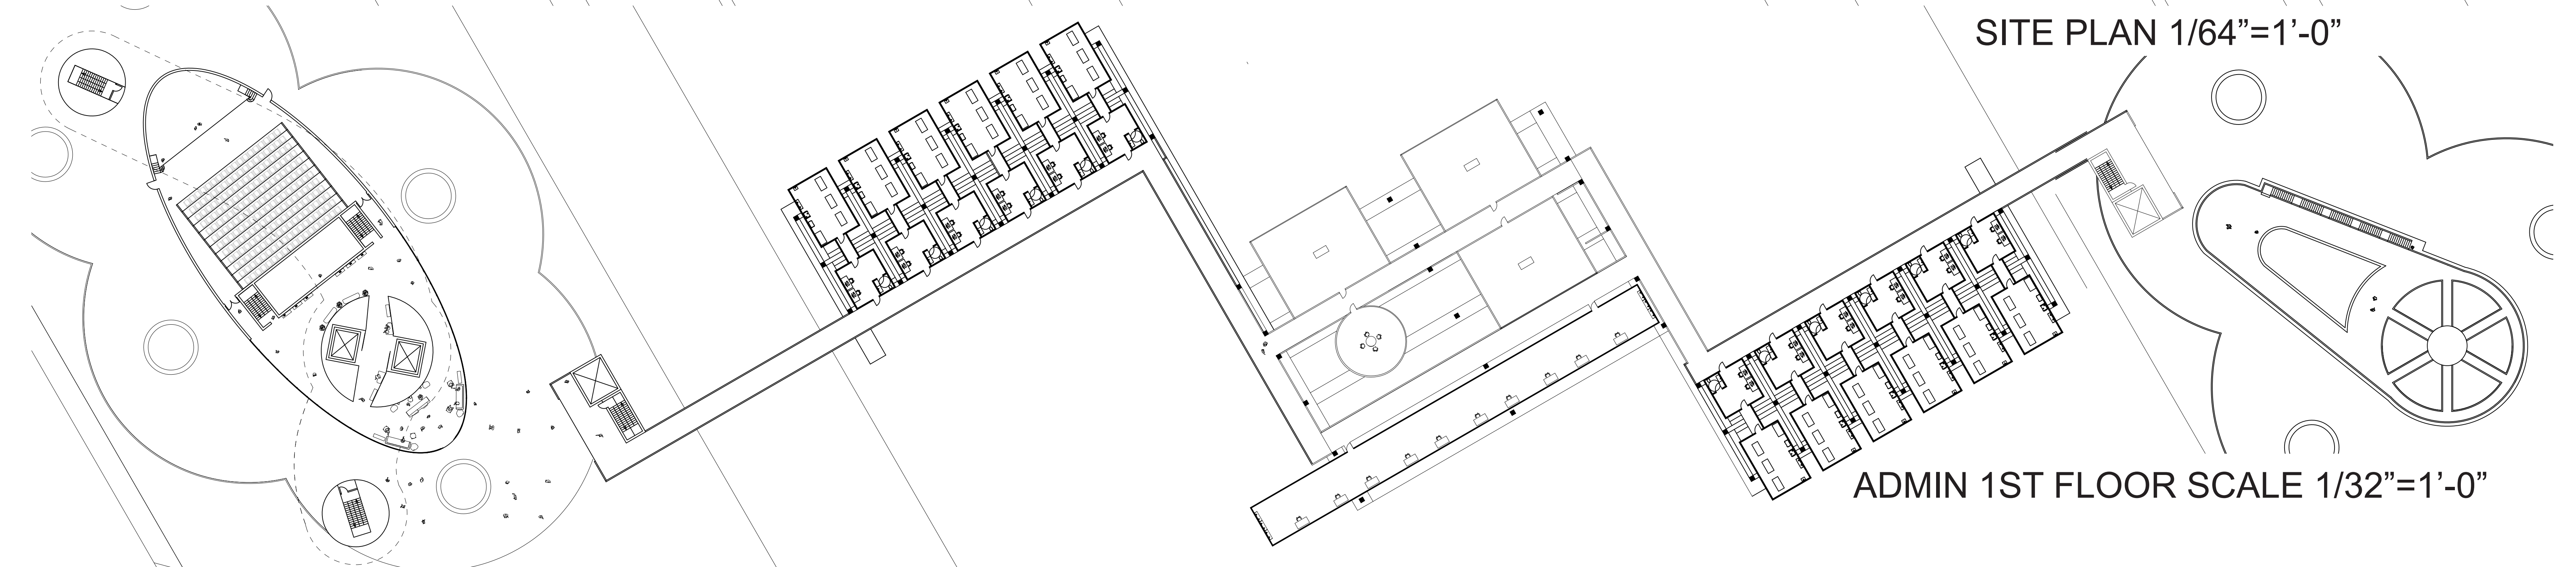 SITE PLAN 1/64”=1’-0”
ADMIN 1ST FLOOR SCALE 1/32”=1’-0”